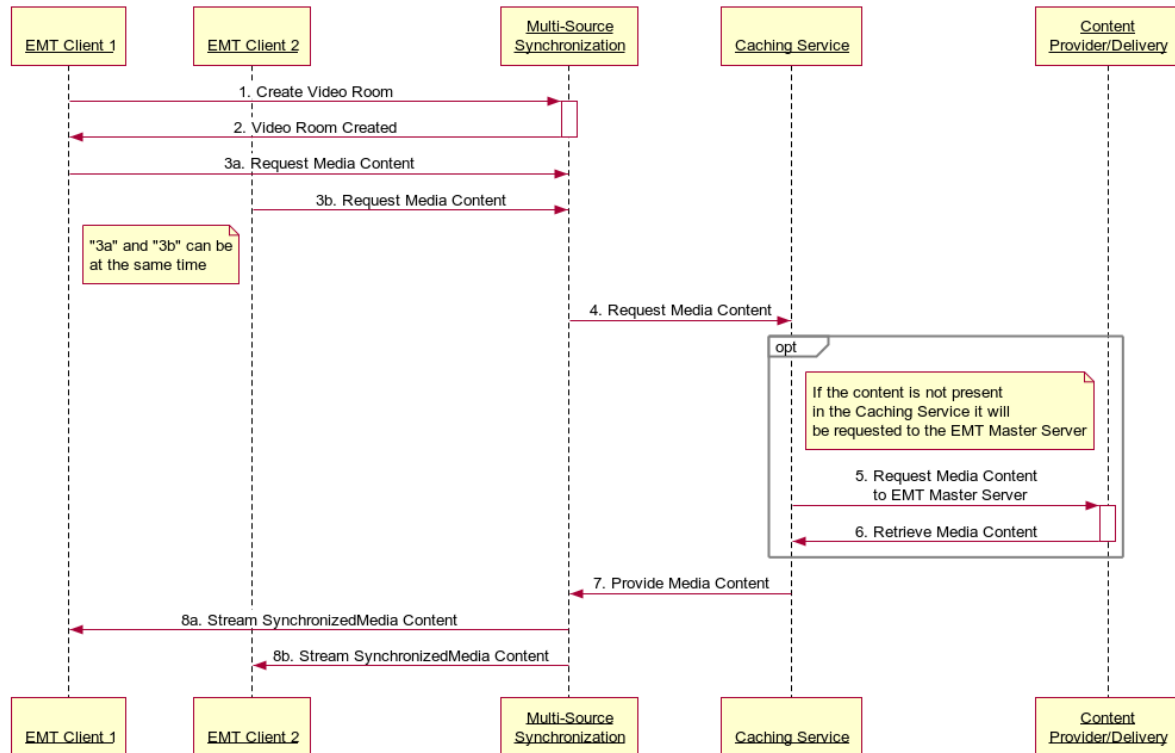 EMT Client 1
EMT Client 2
Multi-Source
Synchronization
Caching Service
Content
Provider/Delivery
1. Create Video Room
2. Video Room Created
3a. Request Media Content
3b. Request Media Content
"3a" and "3b" can be
at the same time
4. Request Media Content
opt
If the content is not present
in the Caching Service it will
be requested to the EMT Master Server
5. Request Media Content
to EMT Master Server
6. Retrieve Media Content
7. Provide Media Content
8a. Stream SynchronizedMedia Content
8b. Stream SynchronizedMedia Content
EMT Client 1
EMT Client 2
Multi-Source
Synchronization
Caching Service
Content
Provider/Delivery